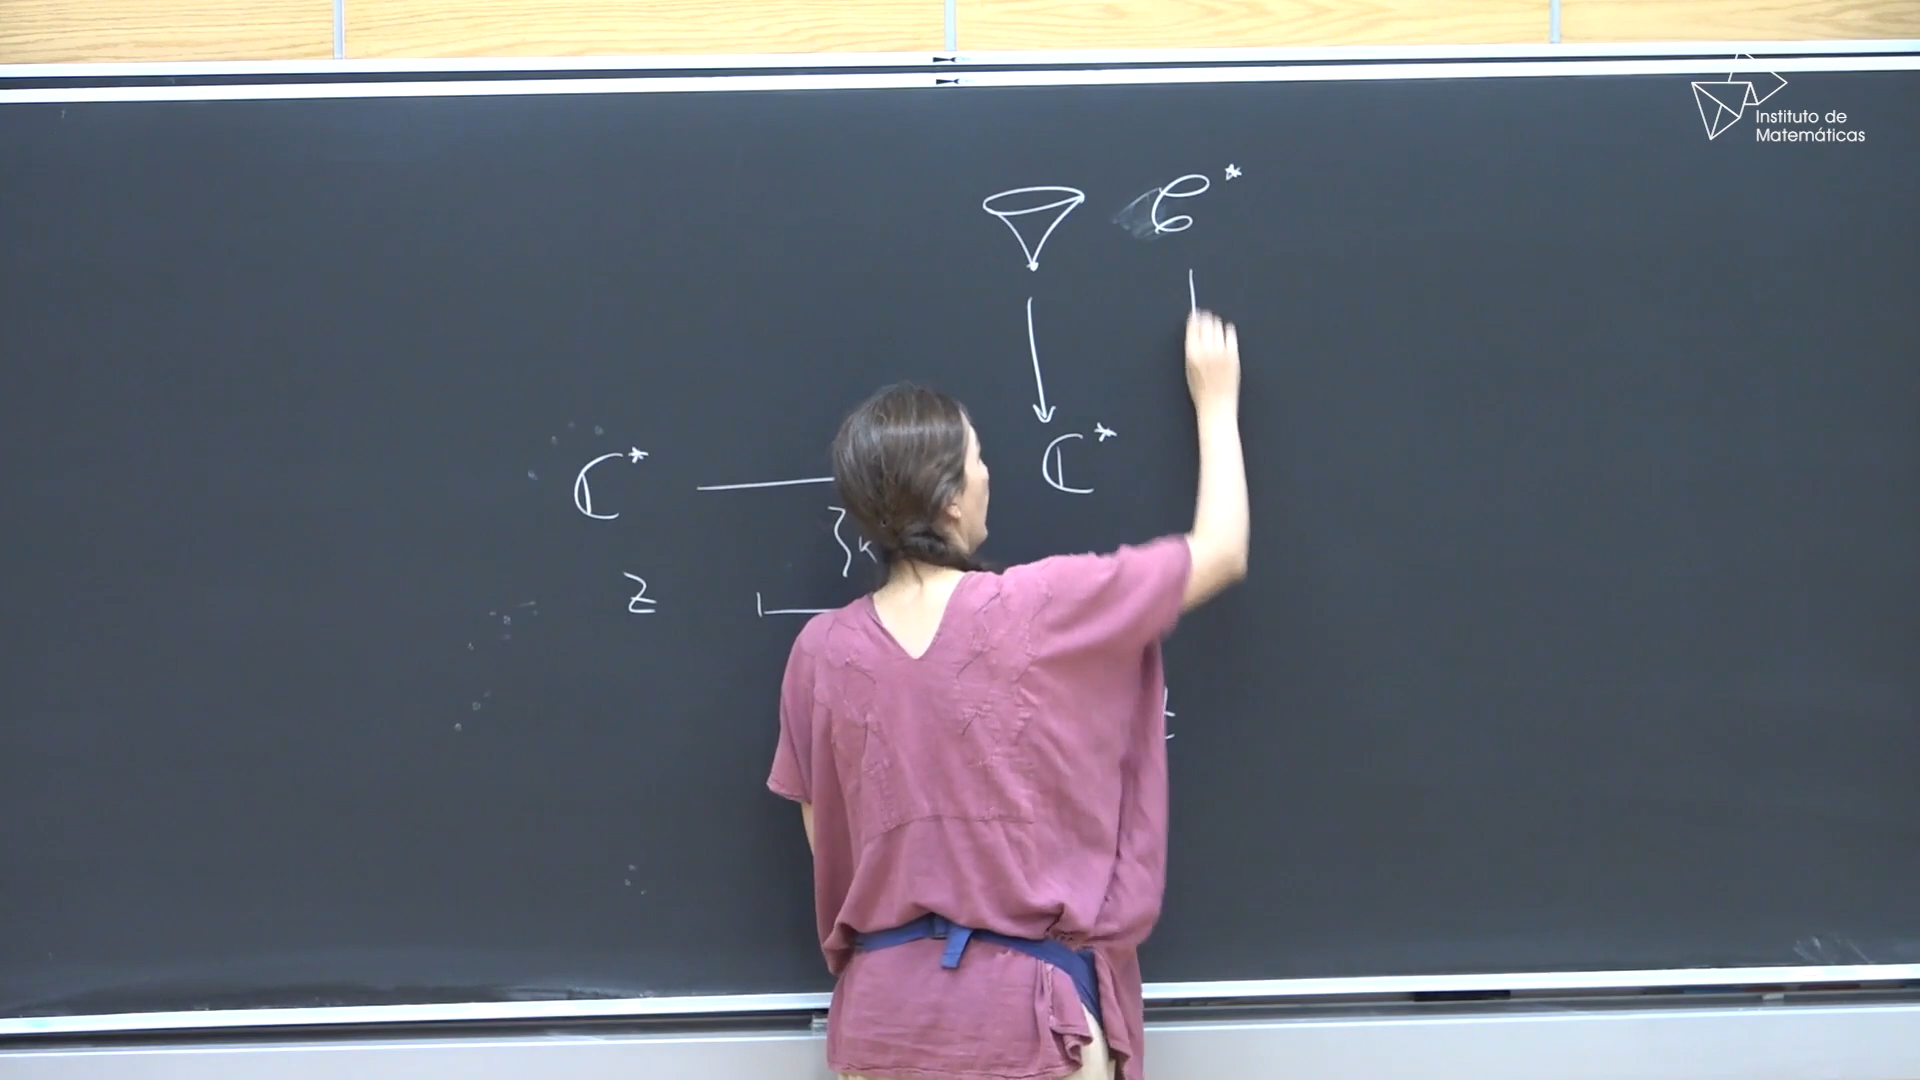 Instituto de
Matemáticas
𝒞*
ℂ*
ℂ*
z